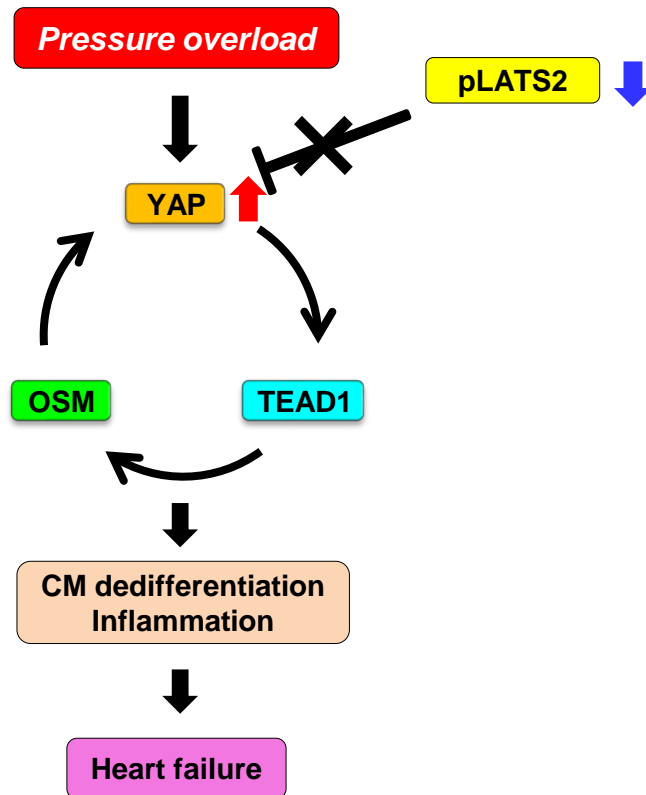 Pressure overload
pLATS2
YAP
OSM
TEAD1
CM dedifferentiation
Inflammation
Heart failure